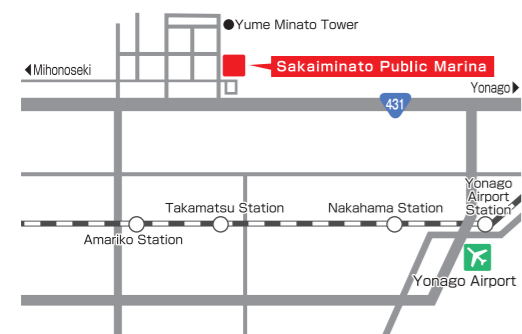 ●Yume Minato Tower
◀Mihonoseki
Sakaiminato Public Marina
Yonago▶
431
Yonago
Airport
Station
Takamatsu Station
Nakahama Station
Amariko Station
Yonago Airport